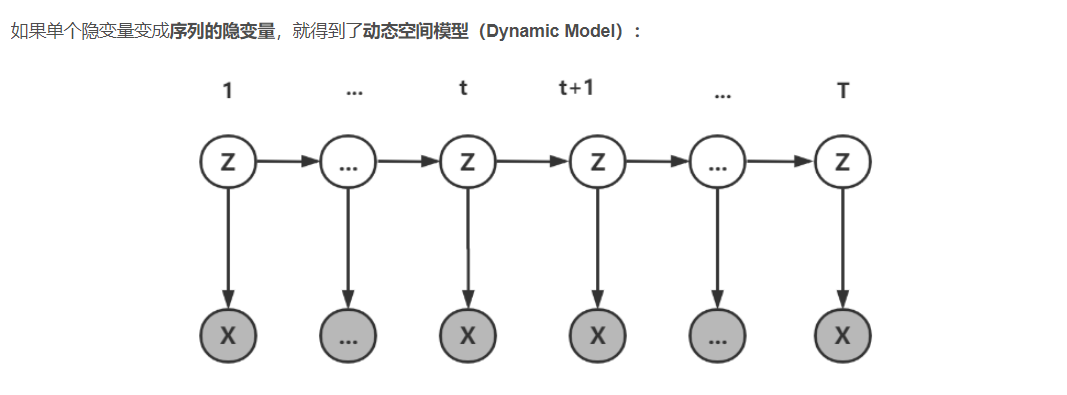 如果单个隐变量变成序列的隐变量，就得到了动态空间模型（Dynamic Model）:
1 ... t t+1 ... T
Z ... Z Z ... Z
X ... X X ... X